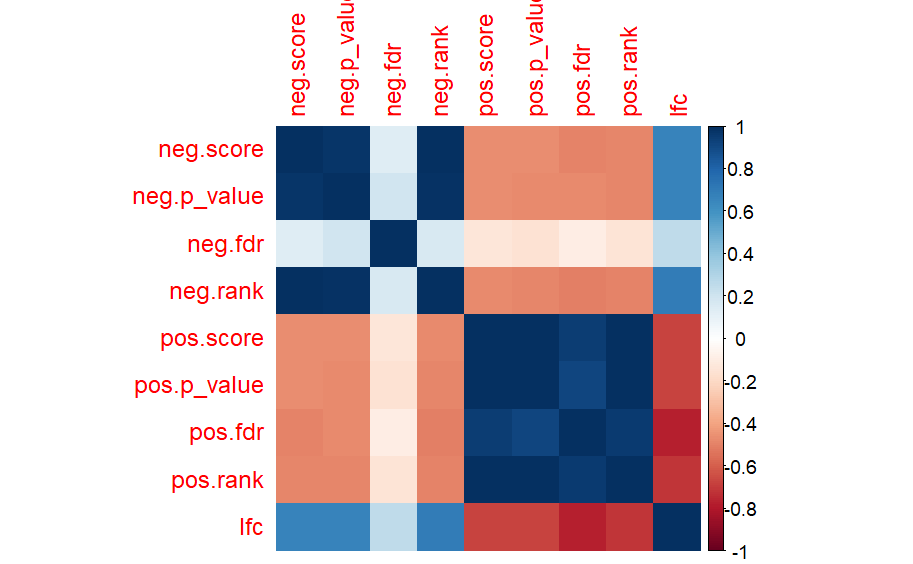 neg.score
neg.p_value
neg.fdr
neg.rank
pos.score
pos.p_value
pos.fdr
pos.rank
lfc
neg.score
neg.p_value
neg.fdr
neg.rank
pos.score
pos.p_value
pos.fdr
pos.rank
lfc
1
0.8
0.6
0.4
0.2
0
-0.2
-0.4
-0.6
-0.8
-1